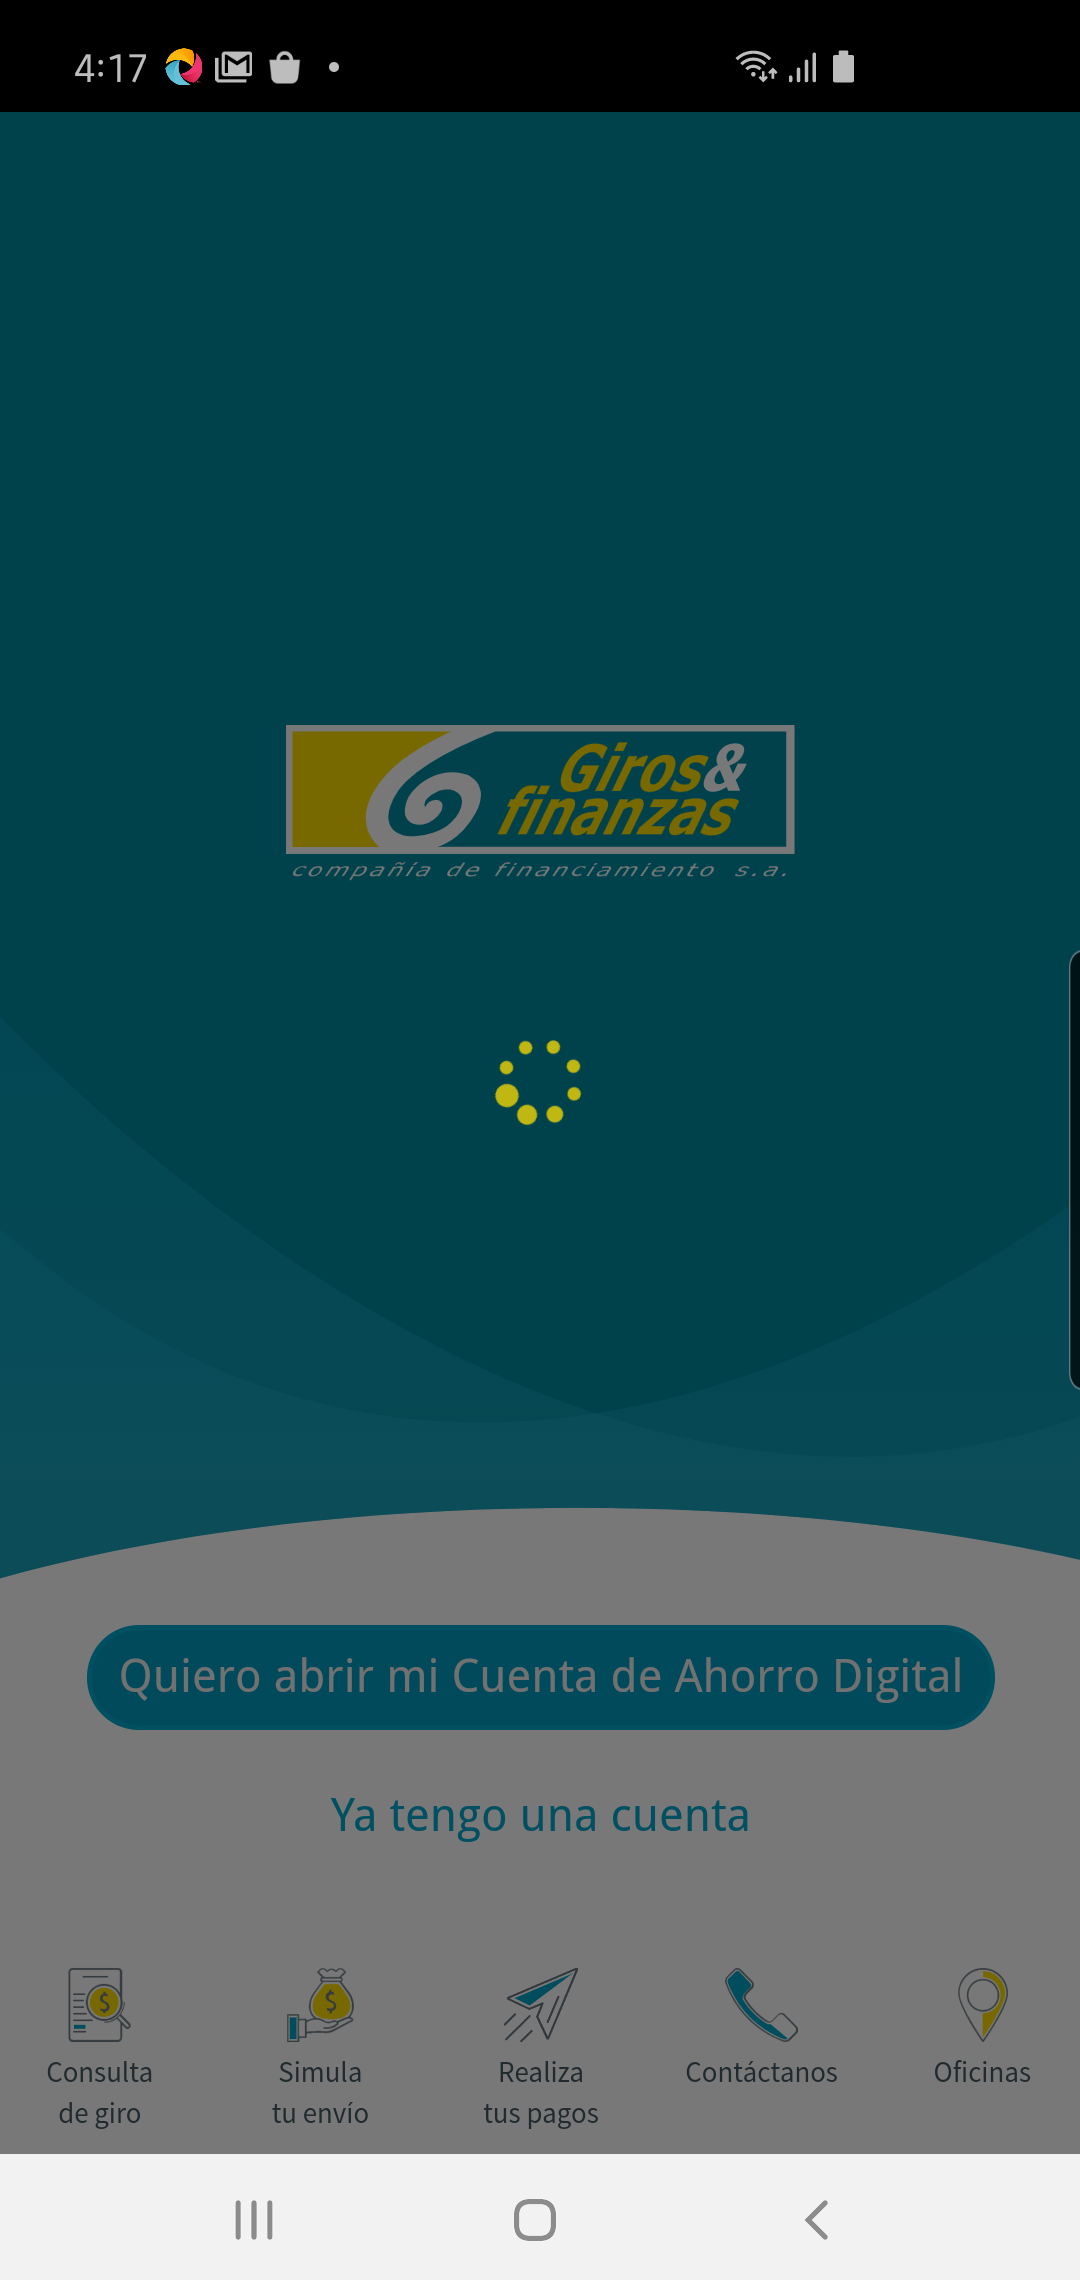 4:17
Giros&
finanzas
compañía de financiamiento s.a.
Quiero abrir mi Cuenta de Ahorro Digital
Ya tengo una cuenta
Consulta
de giro
Simula
tu envío
Realiza
tus pagos
Contáctanos
Oficinas